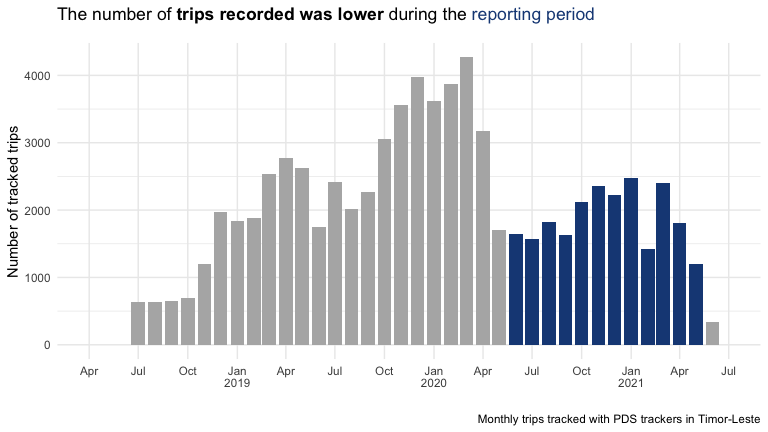 The number of trips recorded was lower during the reporting period
Number of tracked trips
4000
3000
2000
1000
0
Apr Jul Oct Jan Apr Jul Oct Jan Apr Jul Oct Jan Apr Jul
2019 2020 2021
Monthly trips tracked with PDS trackers in Timor-Leste